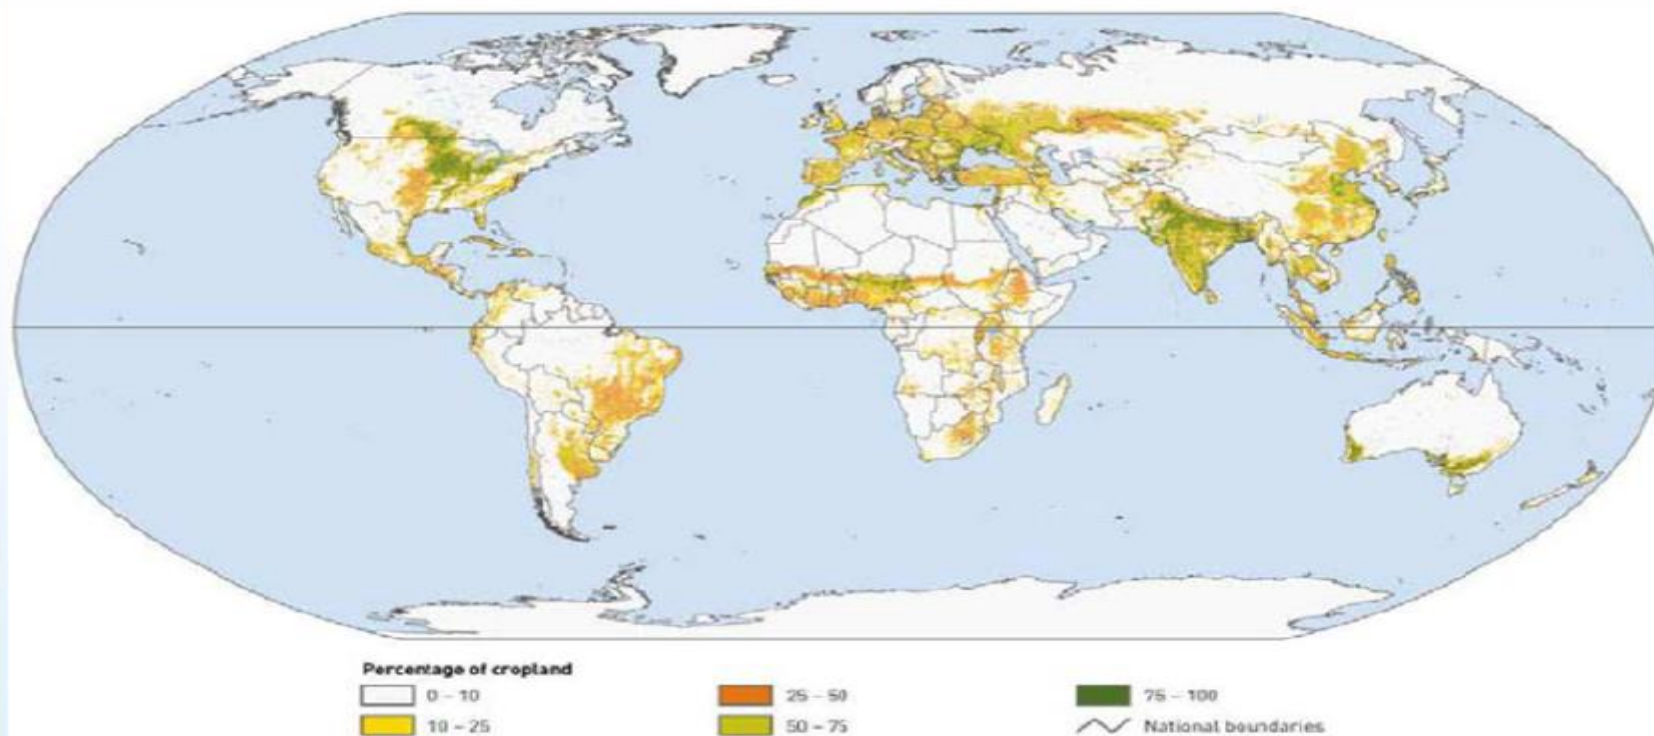 Percentage of cropland
0 – 10
10 – 25
25 – 50
50 – 75
75 – 100
National boundaries